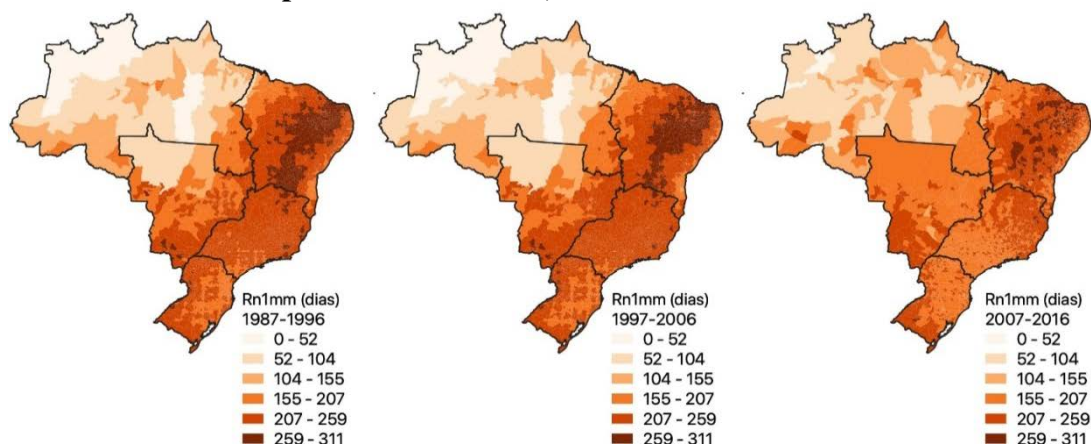 Rn1mm (dias)
1987-1996
0 - 52
52 - 104
104 - 155
155 - 207
207 - 259
259 - 311
Rn1mm (dias)
1997-2006
0 - 52
52 - 104
104 - 155
155 - 207
207 - 259
259 - 311
Rn1mm (dias)
2007-2016
0 - 52
52 - 104
104 - 155
155 - 207
207 - 259
259 - 311